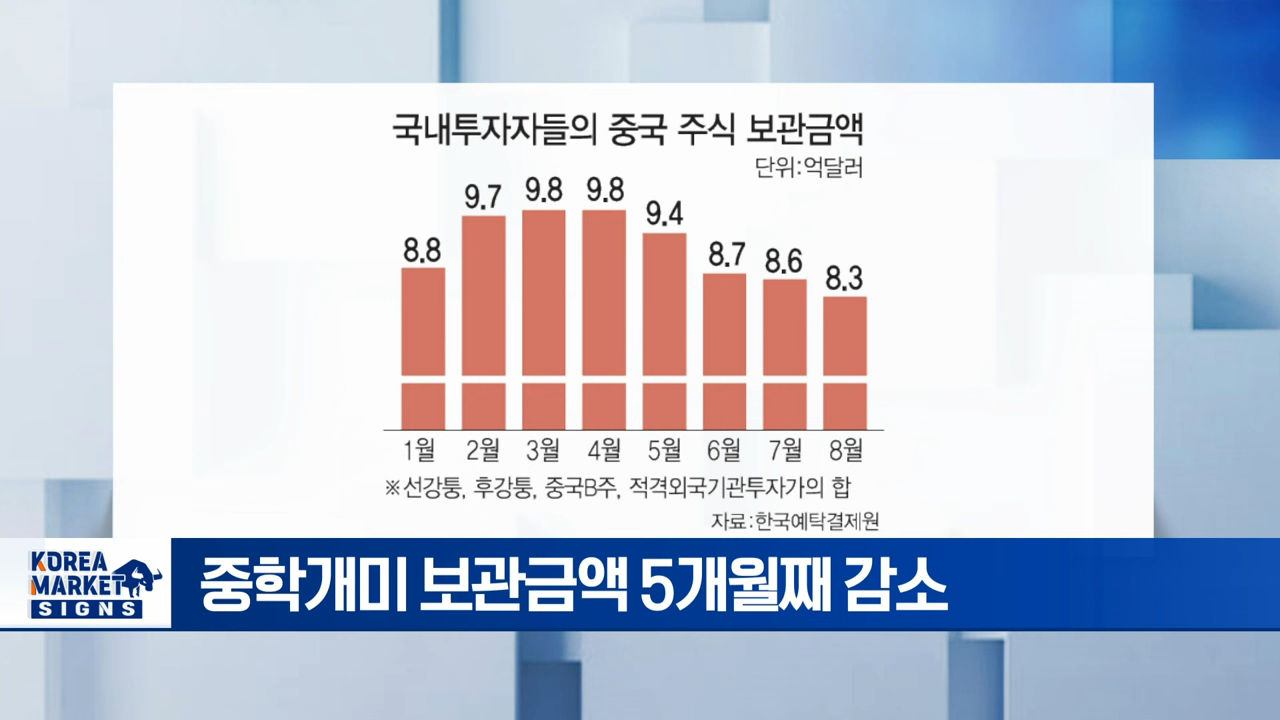 국내투자자들의 중국 주식 보관금액
단위:억달러
8.8 9.7 9.8 9.8 9.4 8.7 8.6 8.3
1월 2월 3월 4월 5월 6월 7월 8월
※선강퉁, 후강퉁, 중국B주, 적격외국기관투자가의 합
자료:한국예탁결제원
KOREA
MARKET
SIGNS
중학개미 보관금액 5개월째 감소